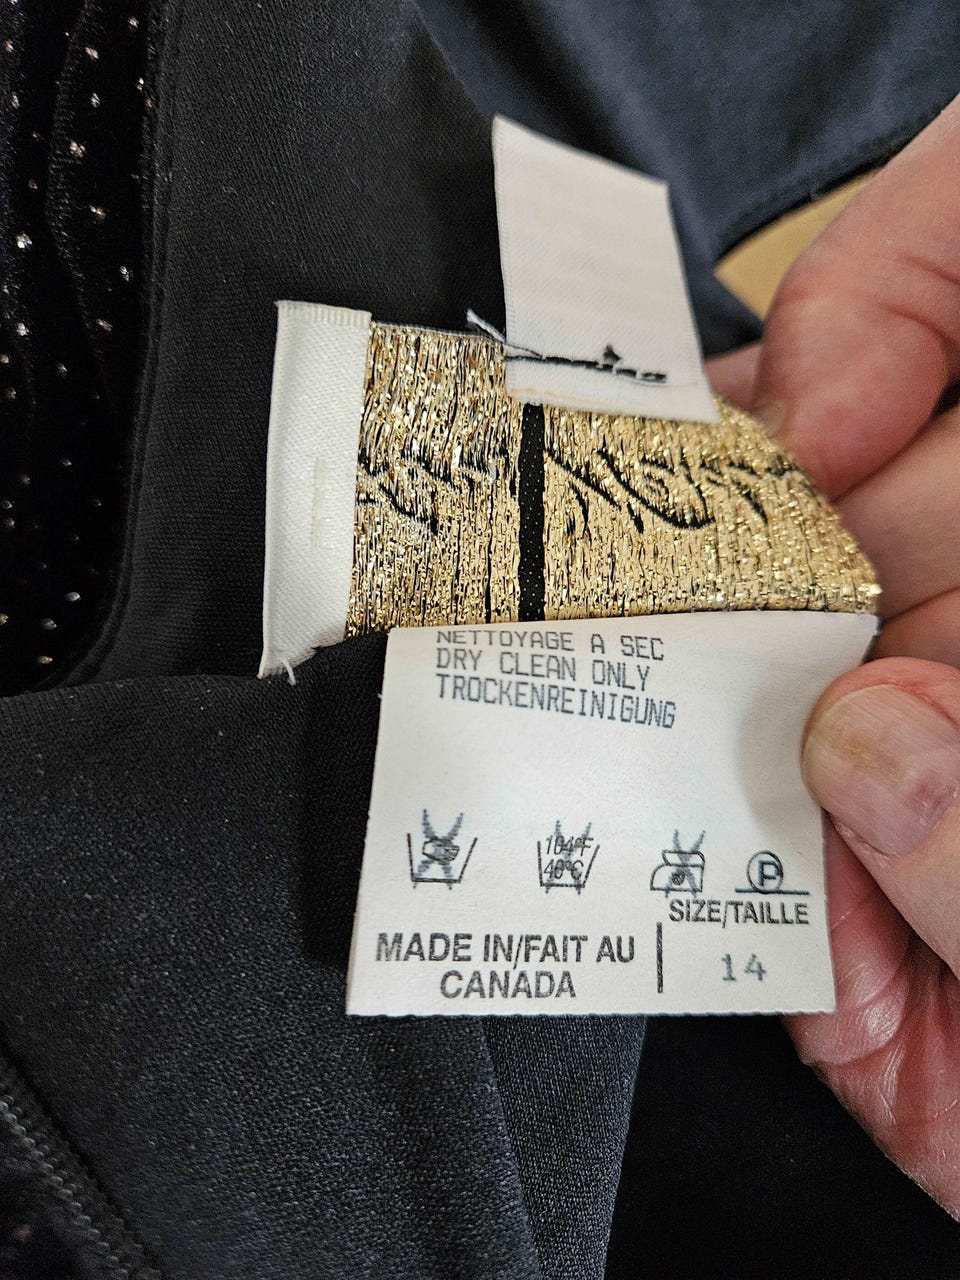 NETTOYAGE A SEC
DRY CLEAN ONLY
TROCKENREINIGUNG
104°F
40°C
P
SIZE/TAILLE
14
MADE IN/FAIT AU
CANADA